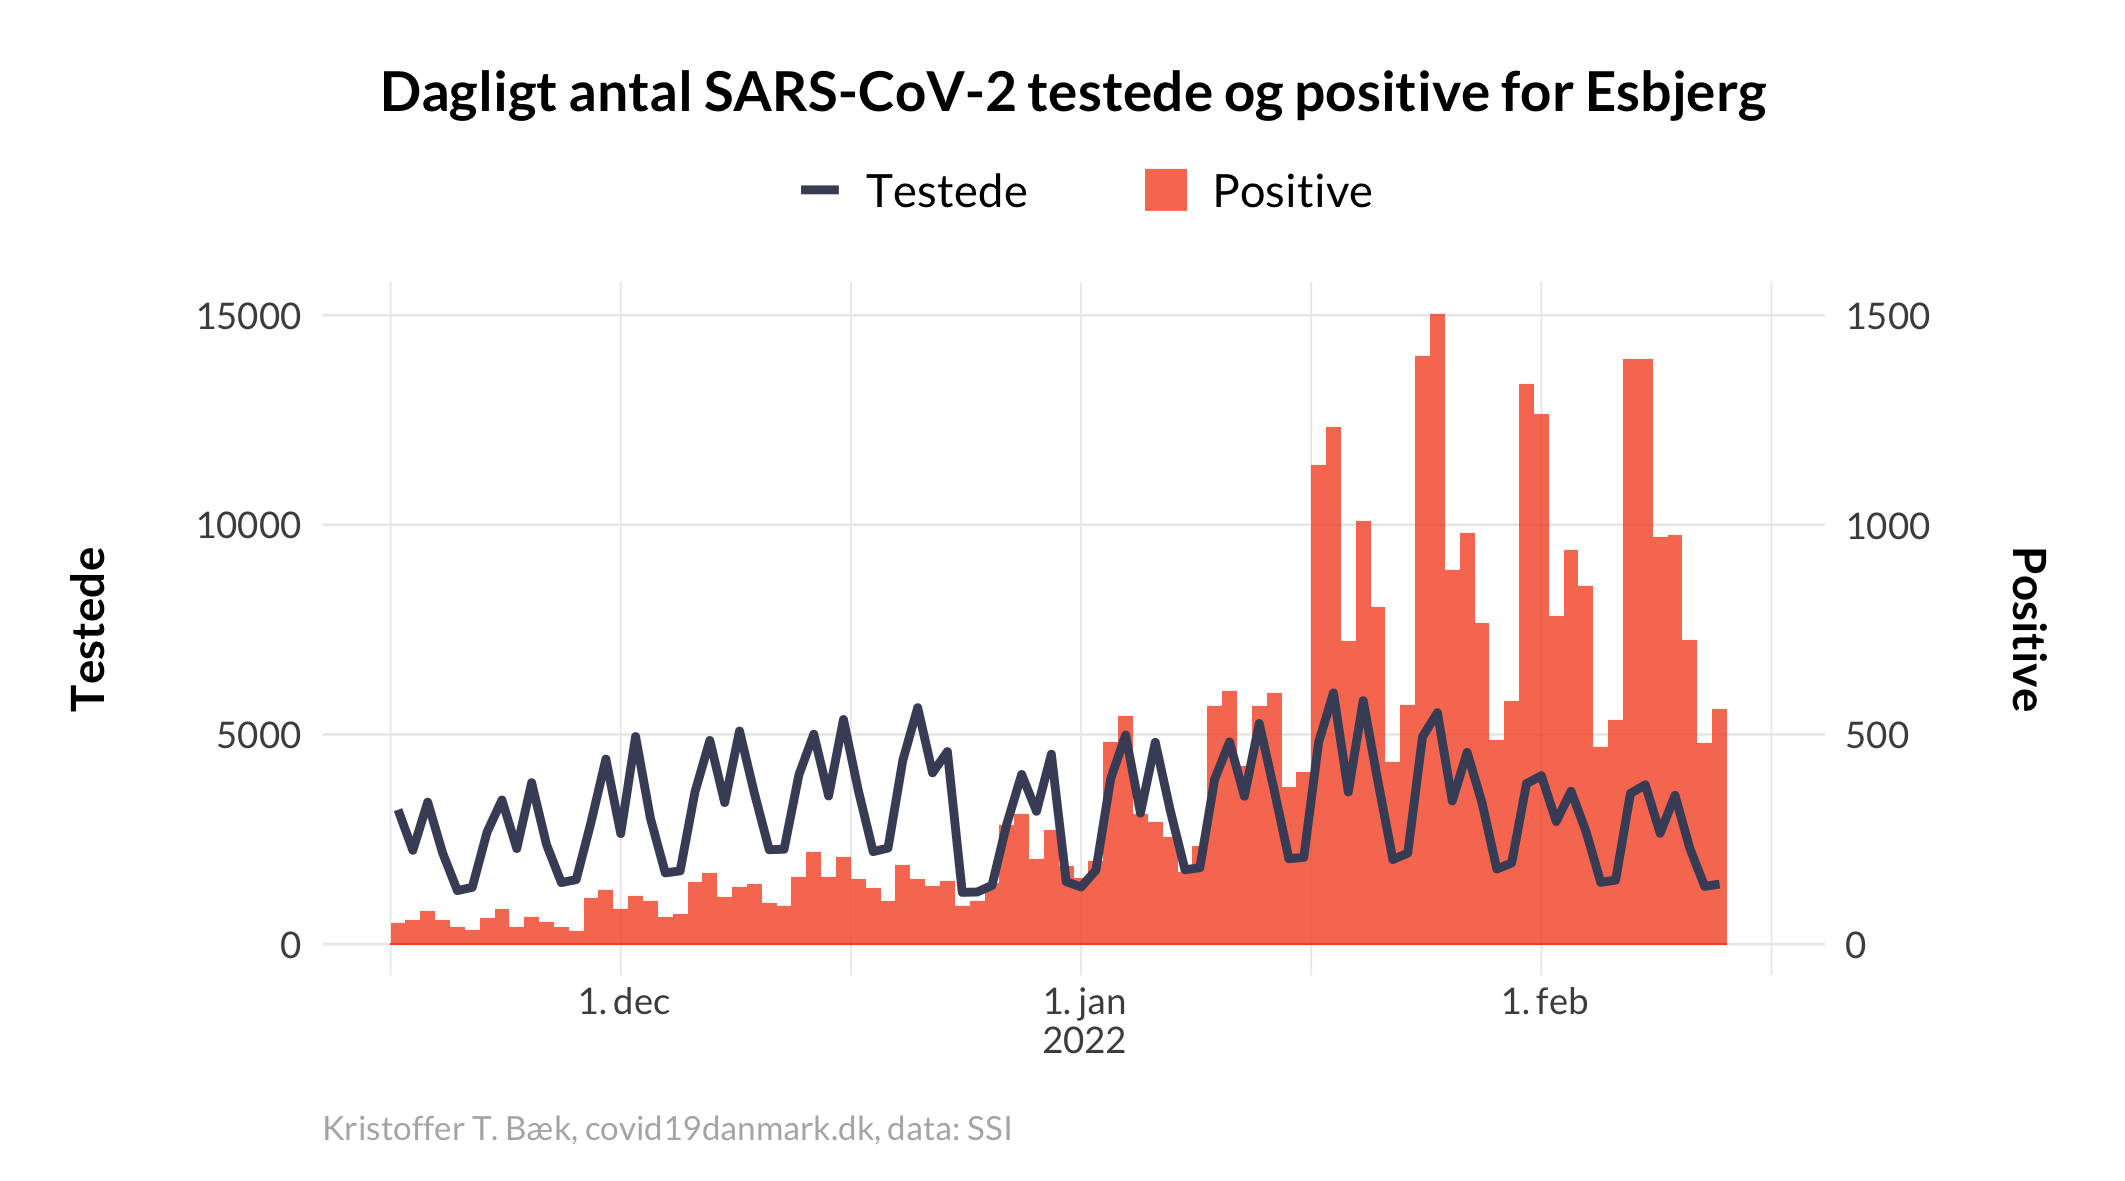 Dagligt antal SARS-CoV-2 testede og positive for Esbjerg
Testede
Positive
15000
10000
5000
0
1500
1000
500
0
Testede
Positive
1. dec
1. jan
2022
1. feb
Kristoffer T. Bæk, covid19danmark.dk, data: SSI